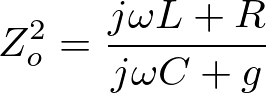 Z_o^2 = \frac{j\omega L + R}{j\omega C + g}